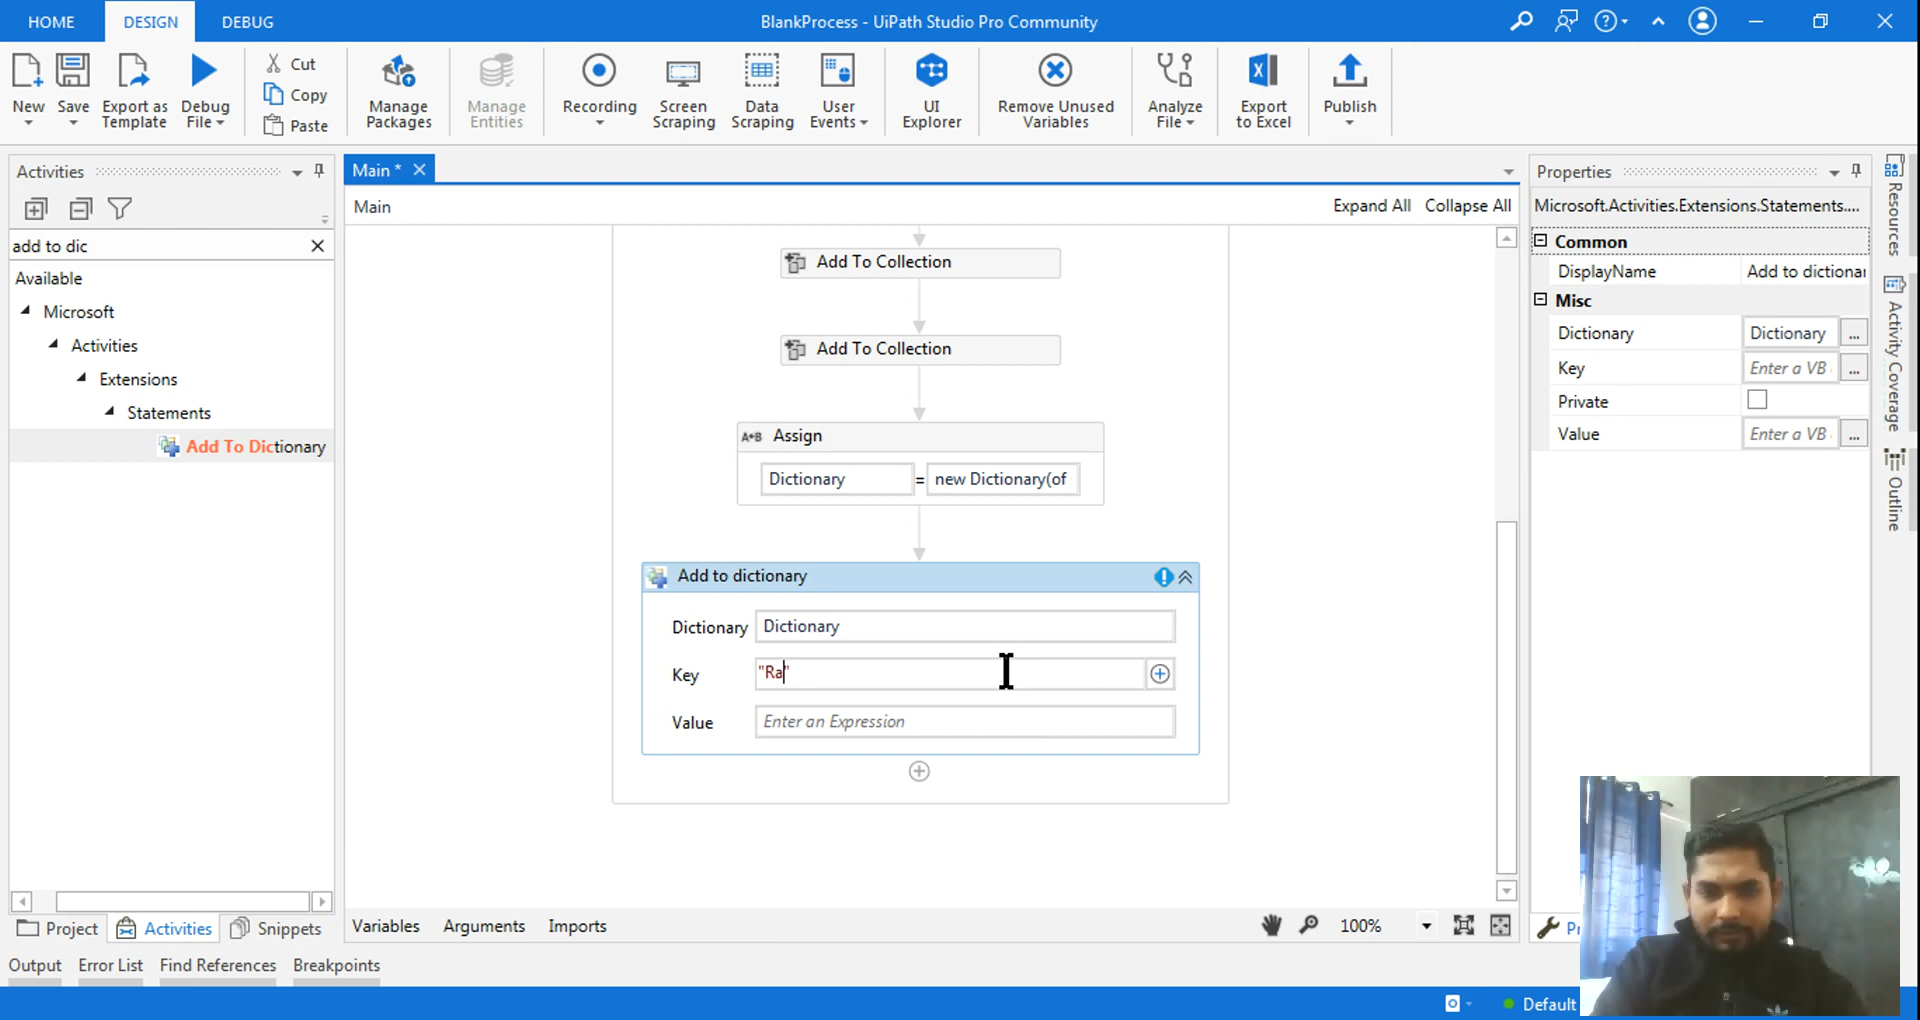 HOME DESIGN DEBUG BlankProcess - UiPath Studio Pro Community
New Save Export as Template Debug File Cut Copy Paste Manage Packages Manage Entities Recording Screen Scraping Data Scraping User Events UI Explorer Remove Unused Variables Analyze File Export to Excel Publish
Activities
add to dic
Available
Microsoft
Activities
Extensions
Statements
Add To Dictionary
Project Activities Snippets
Main *
Main Expand All Collapse All
Add To Collection
Add To Collection
A+B Assign
Dictionary = new Dictionary(of
Add to dictionary
Dictionary Dictionary
Key "Ra"
Value Enter an Expression
Variables Arguments Imports 100%
Properties
Microsoft.Activities.Extensions.Statements....
Common
DisplayName Add to dictionar
Misc
Dictionary Dictionary ...
Key Enter a VB ...
Private
Value Enter a VB ...
Pr
Resources
Activity Coverage
Outline
Output Error List Find References Breakpoints
Default